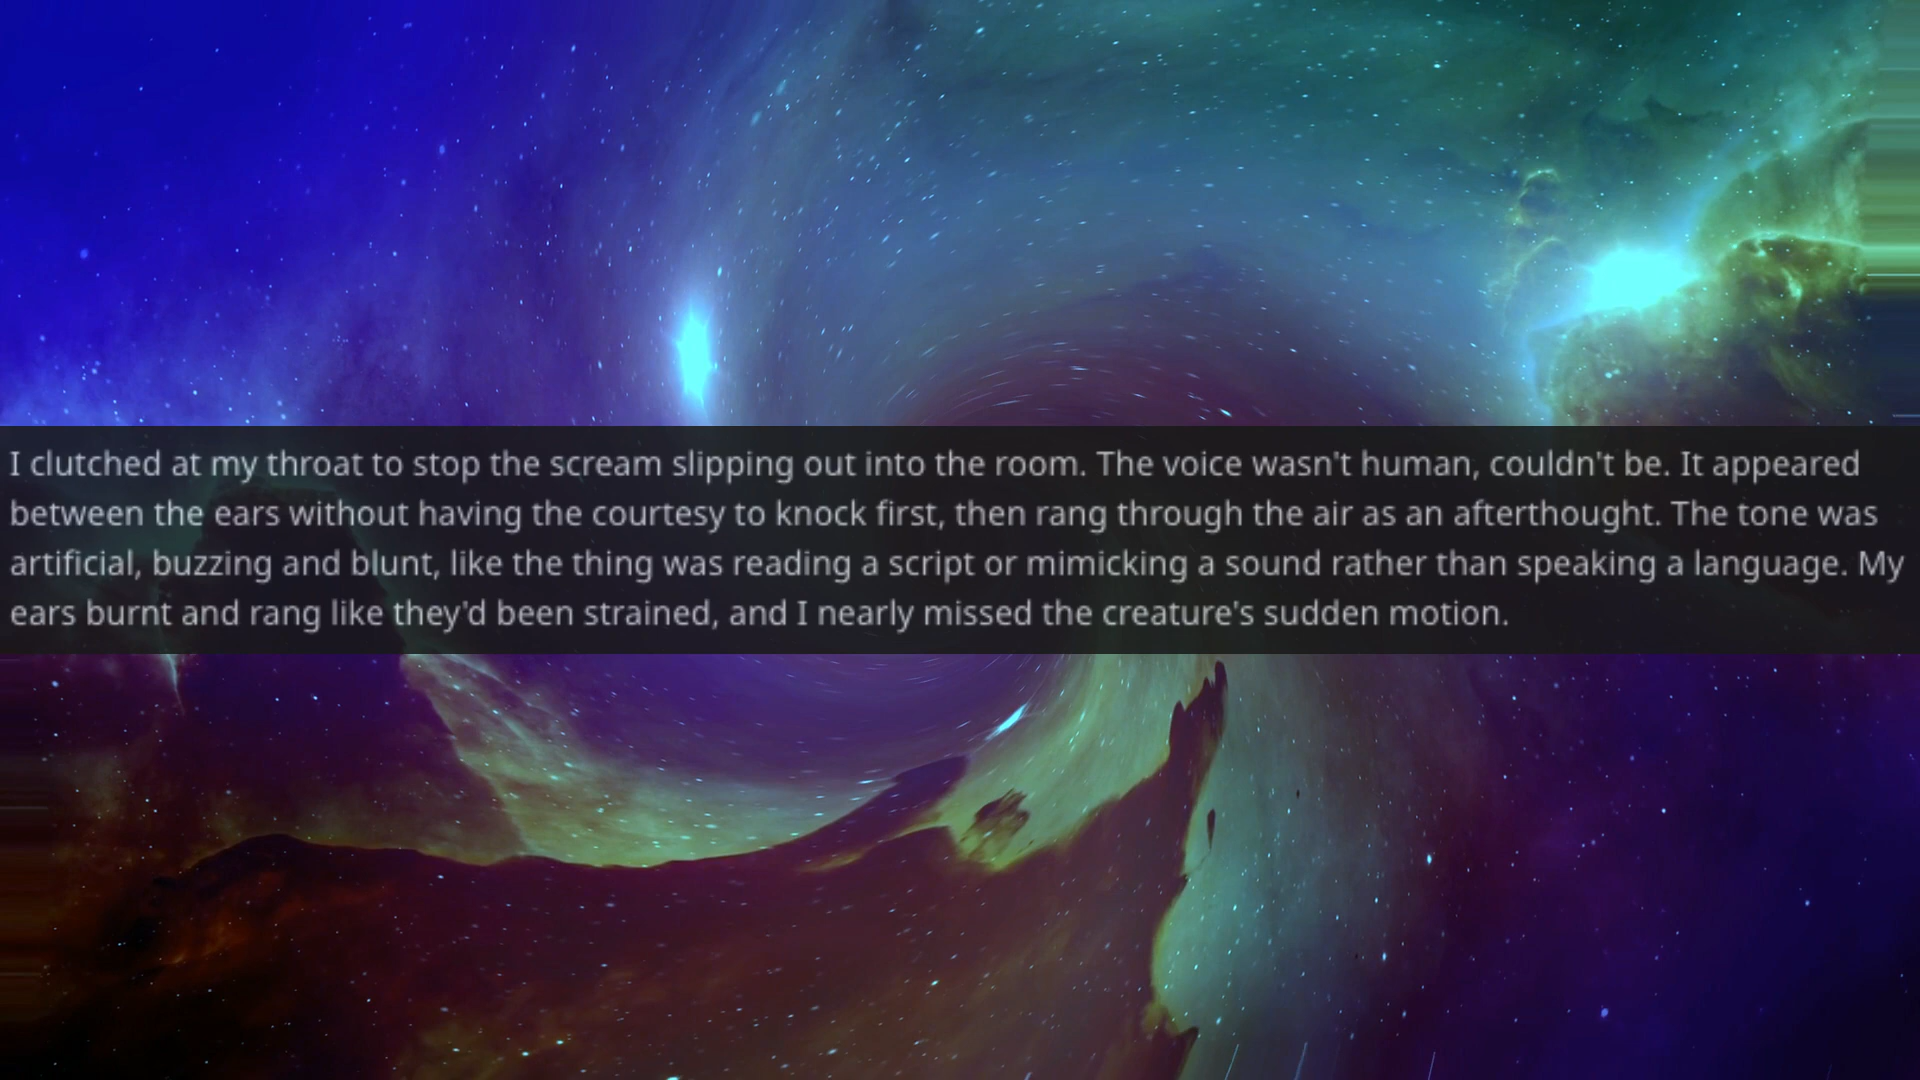 I clutched at my throat to stop the scream slipping out into the room. The voice wasn't human, couldn't be. It appeared
between the ears without having the courtesy to knock first, then rang through the air as an afterthought. The tone was
artificial, buzzing and blunt, like the thing was reading a script or mimicking a sound rather than speaking a language. My
ears burnt and rang like they'd been strained, and I nearly missed the creature's sudden motion.